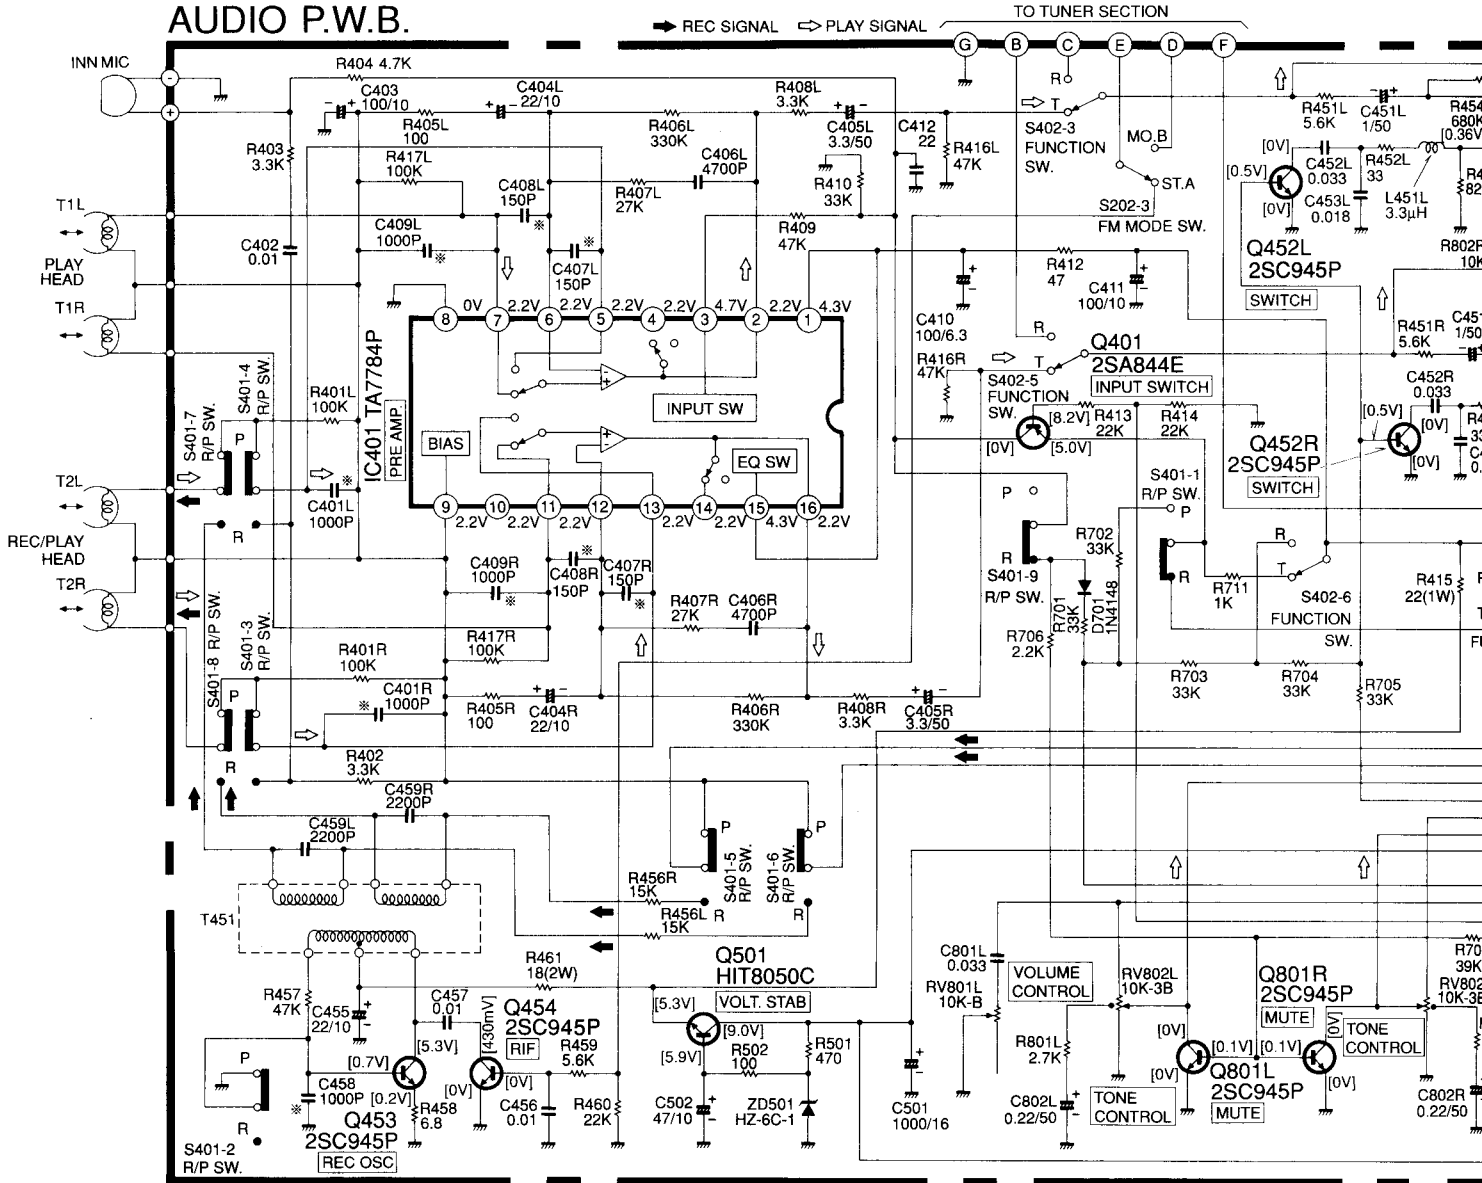 AUDIO P.W.B.
REC SIGNAL
PLAY SIGNAL
TO TUNER SECTION
G B C E D F
INN MIC
-
+
R404 4.7K
C403
100/10
R405L
100
C404L
22/10
R406L
330K
R408L
3.3K
C405L
3.3/50
C412
22
R416L
47K
R
T
S402-3
FUNCTION
SW.
MO.B
ST.A
S202-3
FM MODE SW.
R451L
5.6K
C451L
1/50
R454
680K
[0.36V
[0V]
[0.5V]
[0V]
C452L
0.033
R452L
33
C453L
0.018
L451L
3.3μH
R4
82
Q452L
2SC945P
SWITCH
R802R
10K
R403
3.3K
R417L
100K
C408L
150P
R407L
27K
C406L
4700P
R410
33K
R409
47K
T1L
PLAY
HEAD
T1R
C402
0.01
C409L
1000P
※
※
※
C407L
150P
R412
47
C411
100/10
C410
100/6.3
0V 2.2V 2.2V 2.2V 2.2V 4.7V 2.2V 4.3V
8 7 6 5 4 3 2 1
IC401 TA7784P
PRE AMP
BIAS
INPUT SW
EQ SW
9 10 11 12 13 14 15 16
2.2V 2.2V 2.2V 2.2V 2.2V 4.3V 2.2V
R416R
47K
R
T
S402-5
FUNCTION
SW.
Q401
2SA844E
INPUT SWITCH
[8.2V]
[0V]
[5.0V]
R413
22K
R414
22K
R451R
5.6K
C451
1/50
C452R
0.033
[0.5V]
[0V]
[0V]
R4
33
C4
0.
Q452R
2SC945P
SWITCH
S401-7
R/P SW.
S401-4
R/P SW.
P
R
R401L
100K
C401L
1000P
※
T2L
REC/PLAY
HEAD
T2R
S401-8 R/P SW.
S401-3
R/P SW.
P
R
R401R
100K
C401R
1000P
※
R402
3.3K
C409R
1000P
※
C408R
150P
※
C407R
150P
※
R407R
27K
C406R
4700P
R417R
100K
R405R
100
C404R
22/10
R406R
330K
R408R
3.3K
C405R
3.3/50
P
R
S401-9
R/P SW.
S401-1
R/P SW.
P
R
R702
33K
R701
33K
D701
1N4148
R706
2.2K
R711
1K
R
T
S402-6
FUNCTION
SW.
R415
22(1W)
R703
33K
R704
33K
R705
33K
C459R
2200P
C459L
2200P
T451
R456R
15K
R456L
15K
P
R
S401-5
R/P SW.
S401-6
R/P SW.
P
R
R461
18(2W)
R457
47K
C455
22/10
C457
0.01
[5.3V]
[430mV]
Q454
2SC945P
RIF
[0.7V]
[0V]
[0V]
[0.2V]
C458
1000P
※
Q453
2SC945P
REC OSC
R458
6.8
R459
5.6K
C456
0.01
R460
22K
P
R
S401-2
R/P SW.
Q501
HIT8050C
VOLT. STAB
[5.3V]
[9.0V]
[5.9V]
R502
100
R501
470
C502
47/10
ZD501
HZ-6C-1
C501
1000/16
C801L
0.033
RV801L
10K-B
VOLUME
CONTROL
R801L
2.7K
C802L
0.22/50
RV802L
10K-3B
TONE
CONTROL
[0V]
[0.1V]
[0V]
Q801L
2SC945P
MUTE
Q801R
2SC945P
MUTE
[0.1V]
[0V]
[0V]
TONE
CONTROL
R70
39K
RV802
10K-3B
C802R
0.22/50